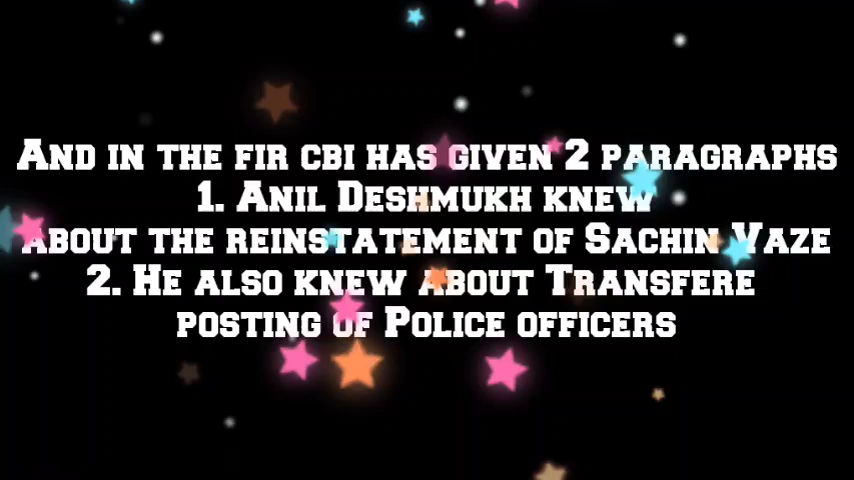 And in the fir cbi has given 2 paragraphs
1. Anil Deshmukh knew
about the reinstatement of Sachin Vaze
2. He also knew about Transfere
posting of Police officers